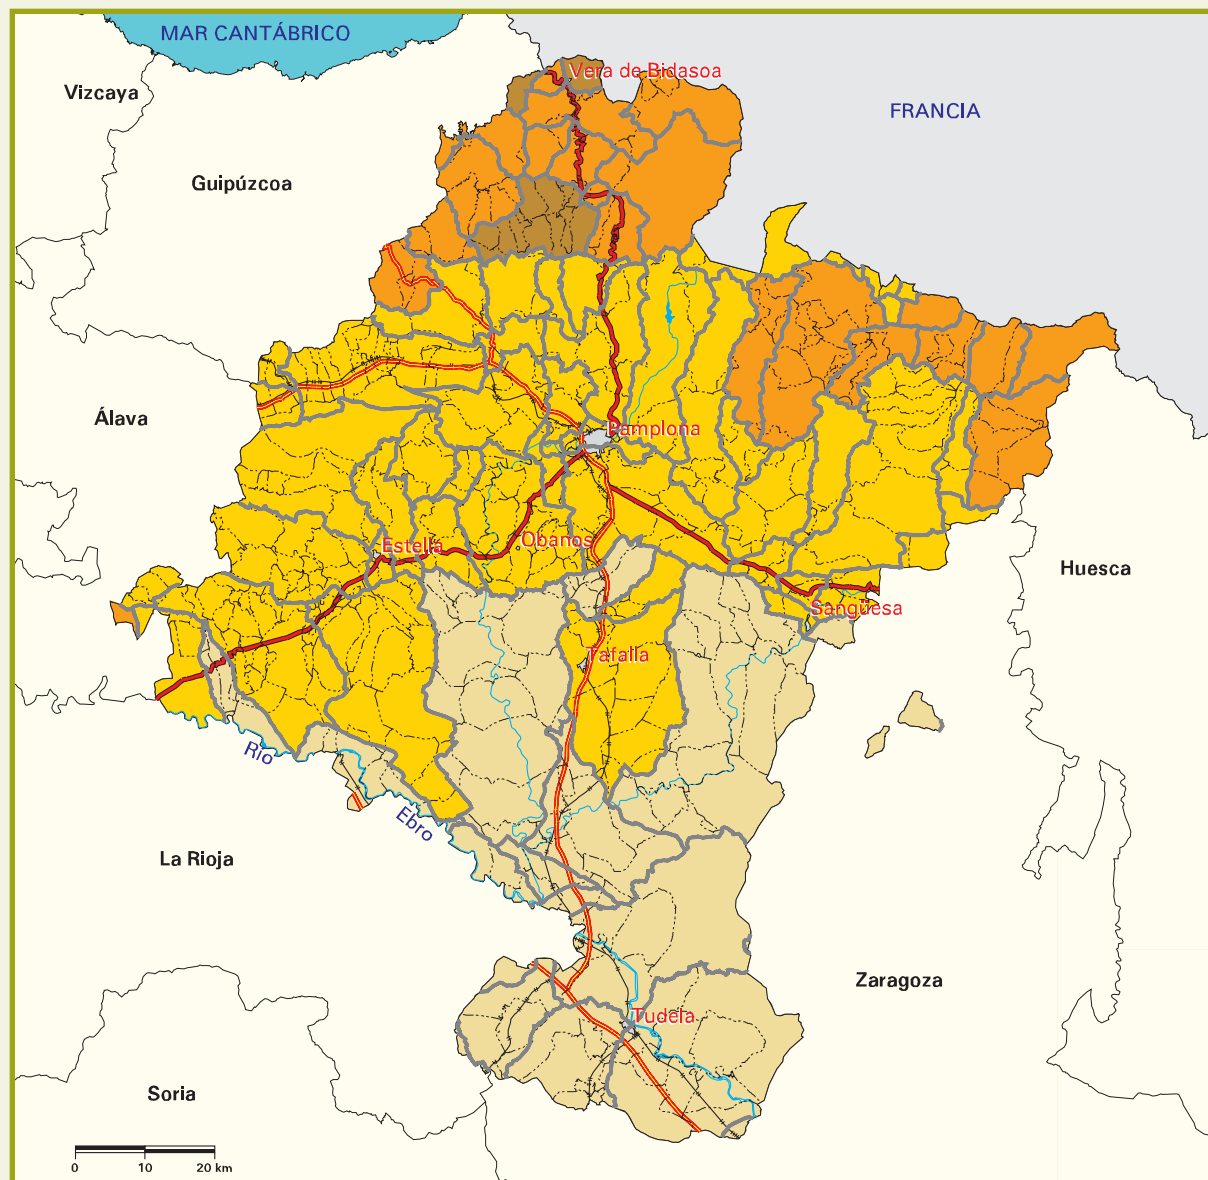 MAR CANTÁBRICO
Vera de Bidasoa
Vizcaya
FRANCIA
Guipúzcoa
Álava
Pamplona
Estella
Obanos
Huesca
Sangüesa
Tafalla
Río
Ebro
La Rioja
Zaragoza
Tudela
Soria
0 10 20 km